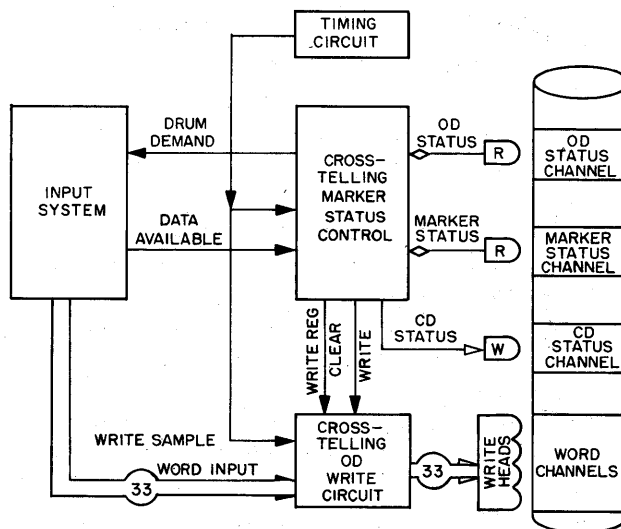 TIMING
CIRCUIT
DRUM
DEMAND
OD
STATUS
R
OD
STATUS
CHANNEL
INPUT
SYSTEM
CROSS-
TELLING
MARKER
STATUS
CONTROL
DATA
AVAILABLE
MARKER
STATUS
R
MARKER
STATUS
CHANNEL
WRITE REG
CLEAR
WRITE
CD
STATUS
W
CD
STATUS
CHANNEL
WRITE SAMPLE
WORD INPUT
33
CROSS-
TELLING
OD
WRITE
CIRCUIT
33
WRITE
HEADS
WORD
CHANNELS